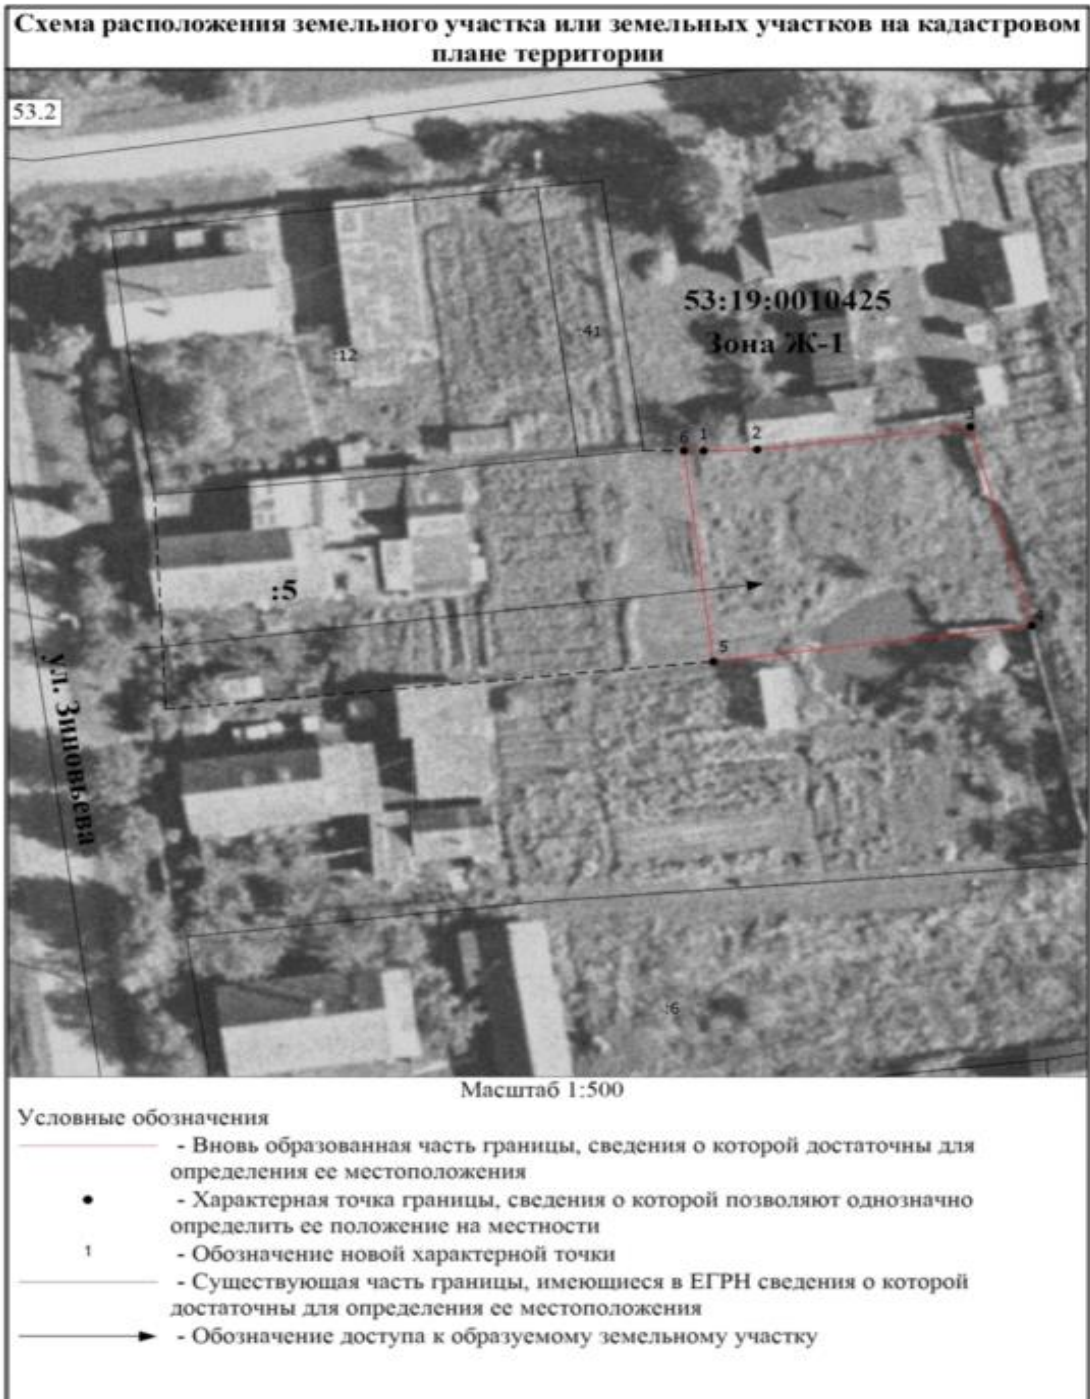 Схема расположения земельного участка или земельных участков на кадастровом
плане территории
53.2
53:19:0010425
Зона Ж-1
:41
:12
6
1
2
3
4
5
:5
ул. Зиновьева
:6
Масштаб 1:500
Условные обозначения
- Вновь образованная часть границы, сведения о которой достаточны для
определения ее местоположения
- Характерная точка границы, сведения о которой позволяют однозначно
определить ее положение на местности
1
- Обозначение новой характерной точки
- Существующая часть границы, имеющиеся в ЕГРН сведения о которой
достаточны для определения ее местоположения
- Обозначение доступа к образуемому земельному участку